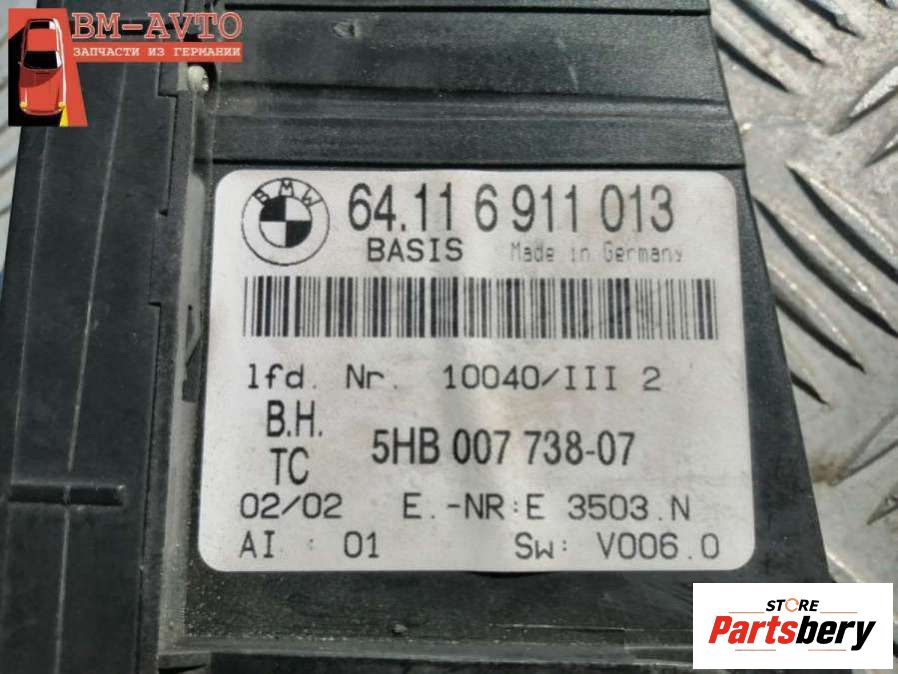 BM-AVTO
ЗАПЧАСТИ ИЗ ГЕРМАНИИ
BMW
64.11 6 911 013
BASIS Made in Germany
lfd. Nr. 10040/III 2
B.H.
TC
5HB 007 738-07
02/02 E.-NR:E 3503.N
AI : 01 Sw: V006.0
STORE
Partsbery